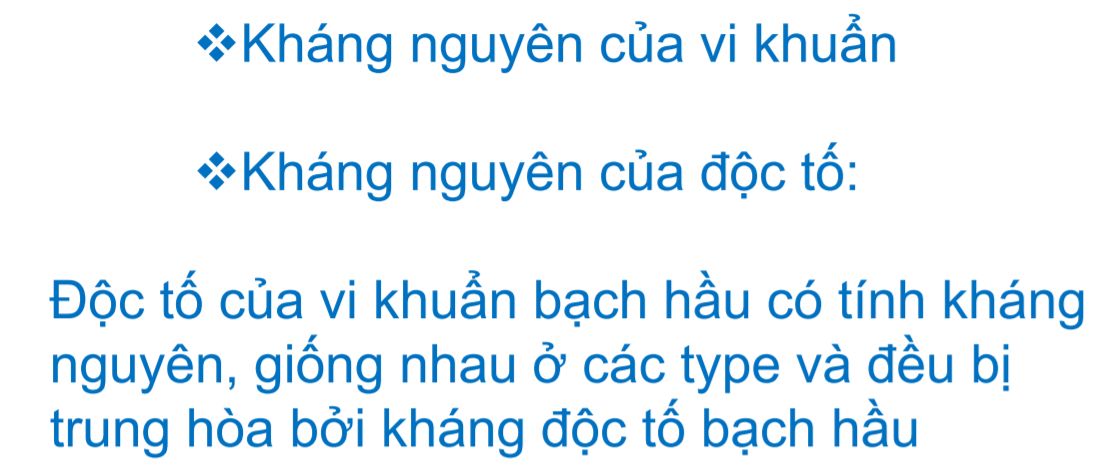 ❖Kháng nguyên của vi khuẩn
❖Kháng nguyên của độc tố:
Độc tố của vi khuẩn bạch hầu có tính kháng
nguyên, giống nhau ở các type và đều bị
trung hòa bởi kháng độc tố bạch hầu